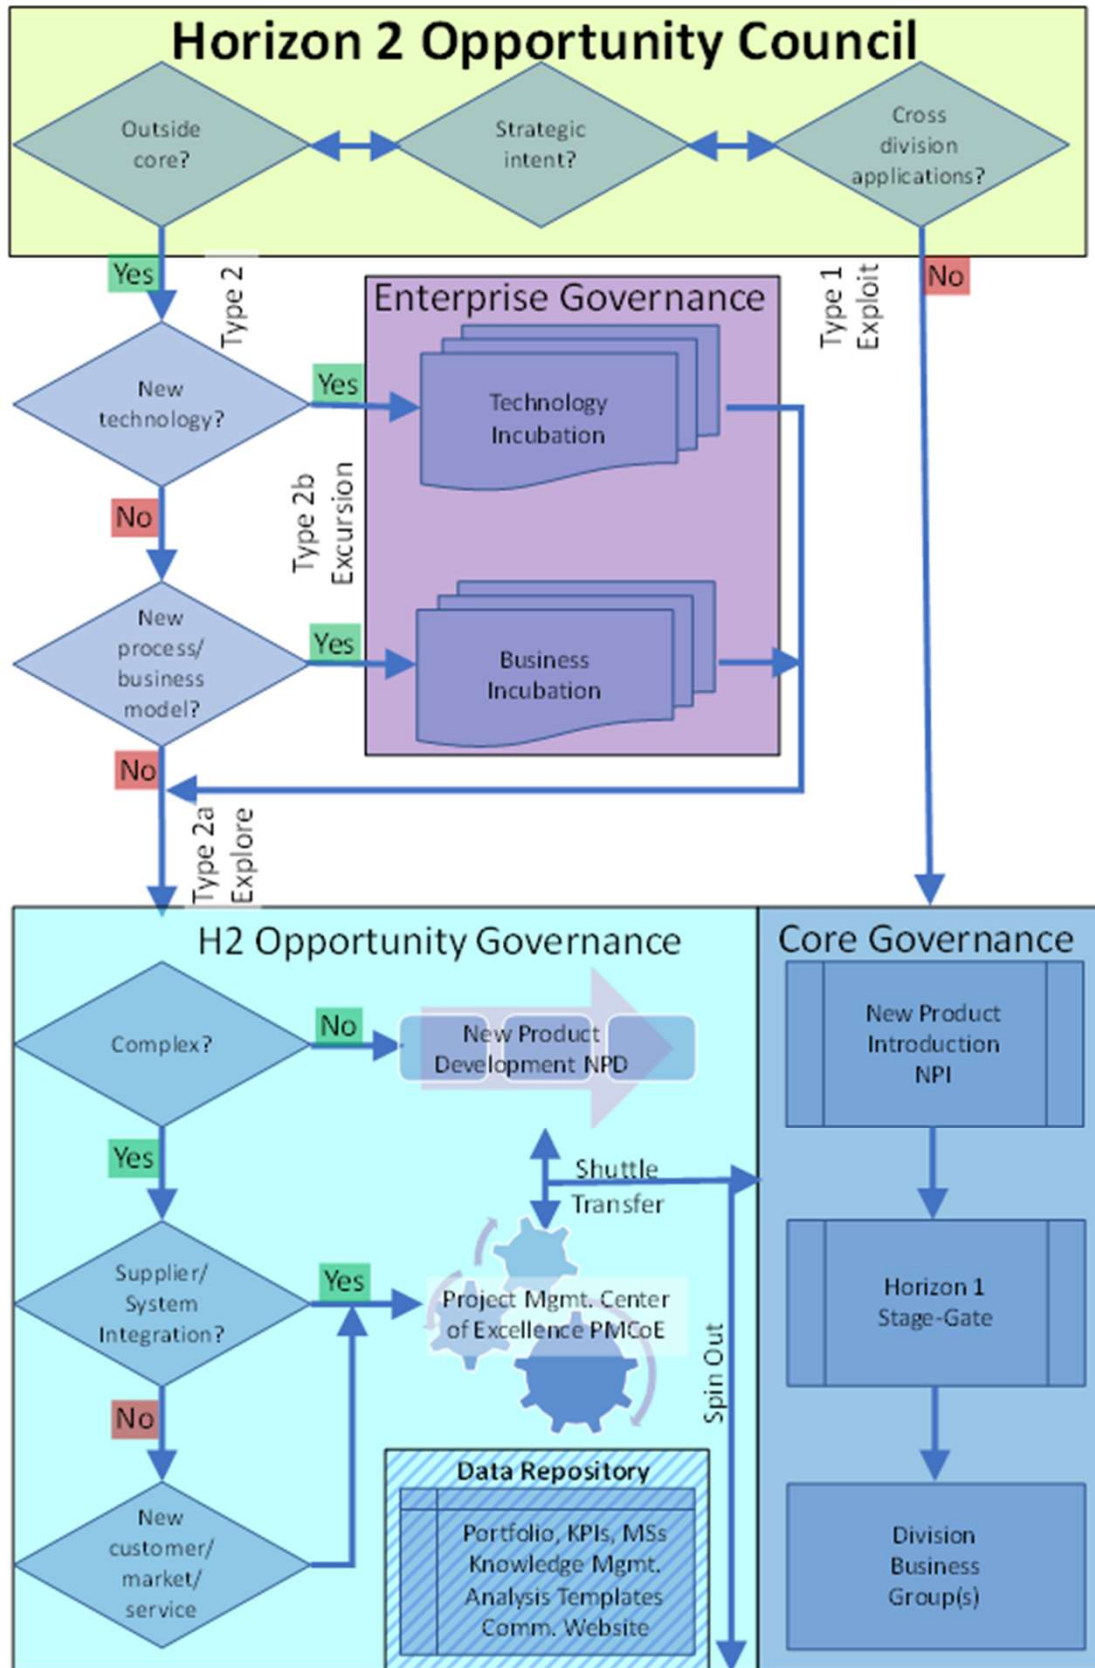 Horizon 2 Opportunity Council
Outside
core?
Strategic
intent?
Cross
division
applications?
Yes
Type 2
Type 1
Exploit
No
Enterprise Governance
New
technology?
Yes
Technology
Incubation
No
Type 2b
Excursion
New
process/
business
model?
Yes
Business
Incubation
No
Type 2a
Explore
H2 Opportunity Governance
Complex?
No
New Product
Development NPD
Yes
Shuttle
Transfer
Supplier/
System
Integration?
Yes
Project Mgmt. Center
of Excellence PMCoE
Spin Out
No
New
customer/
market/
service
Data Repository
Portfolio, KPIs, MSs
Knowledge Mgmt.
Analysis Templates
Comm. Website
Core Governance
New Product
Introduction
NPI
Horizon 1
Stage-Gate
Division
Business
Group(s)